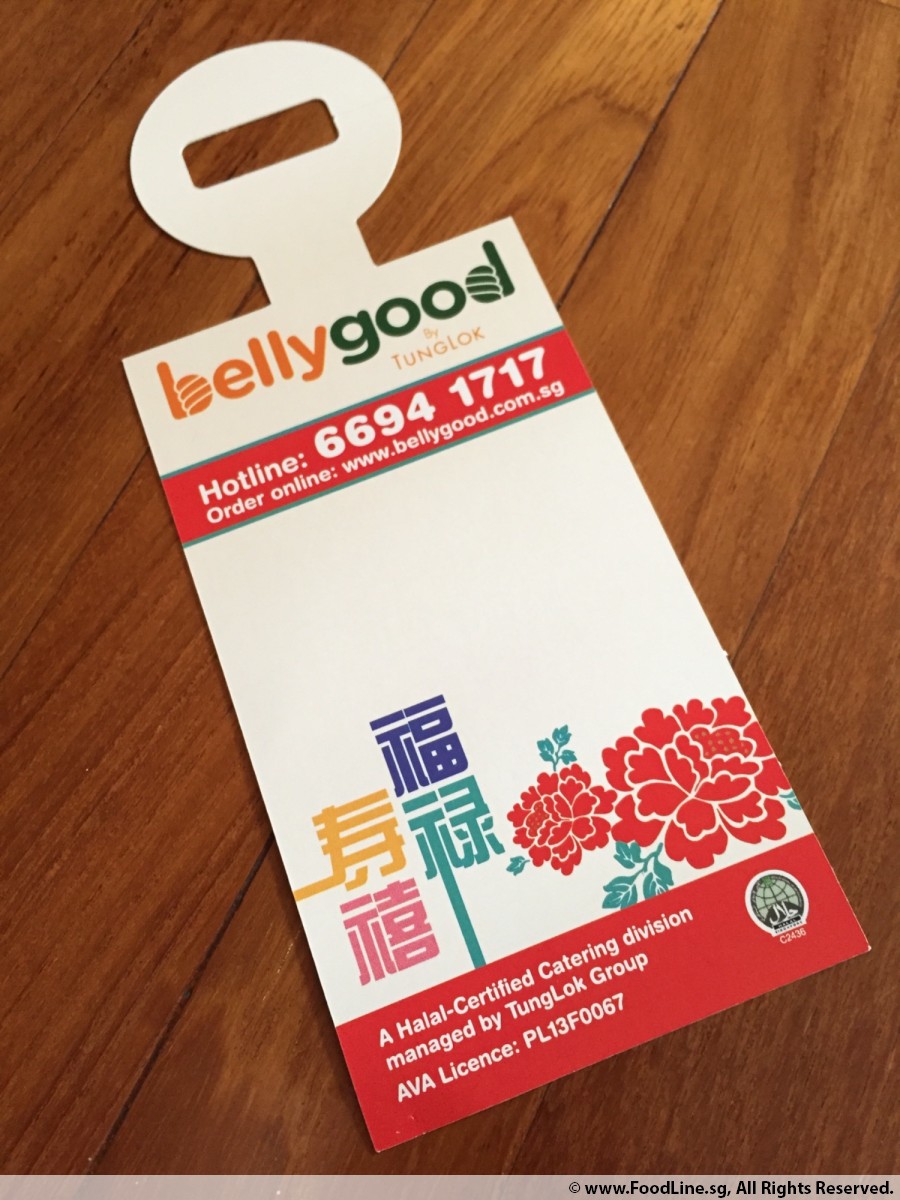 bellygood
By
TUNGLOK
Hotline: 6694 1717
Order online: www.bellygood.com.sg
福
寿禄
禧
A Halal-Certified Catering division
managed by TungLok Group
AVA Licence: PL13F0067
C2436
© www.FoodLine.sg, All Rights Reserved.